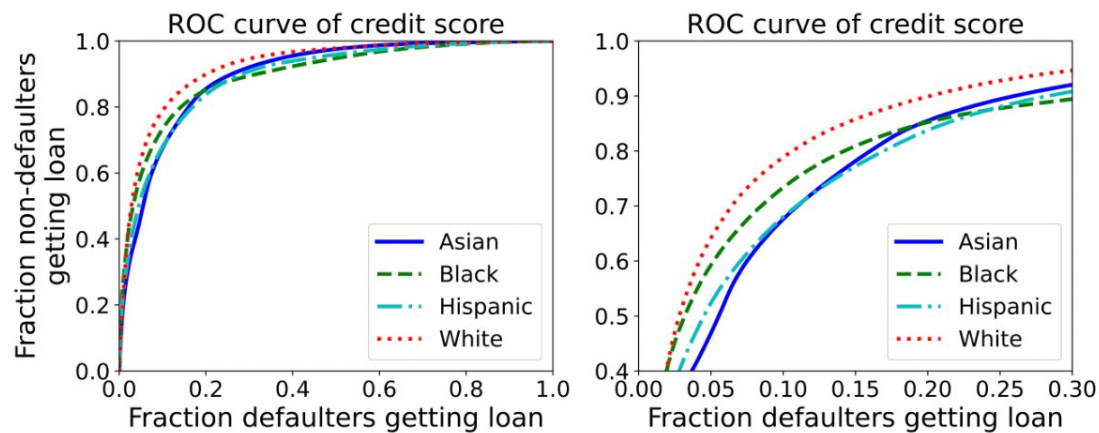 ROC curve of credit score
Fraction non-defaulters
getting loan
1.0
0.8
0.6
0.4
0.2
0.0
Asian
Black
Hispanic
White
0.0 0.2 0.4 0.6 0.8 1.0
Fraction defaulters getting loan
ROC curve of credit score
1.0
0.9
0.8
0.7
0.6
0.5
0.4
Asian
Black
Hispanic
White
0.00 0.05 0.10 0.15 0.20 0.25 0.30
Fraction defaulters getting loan